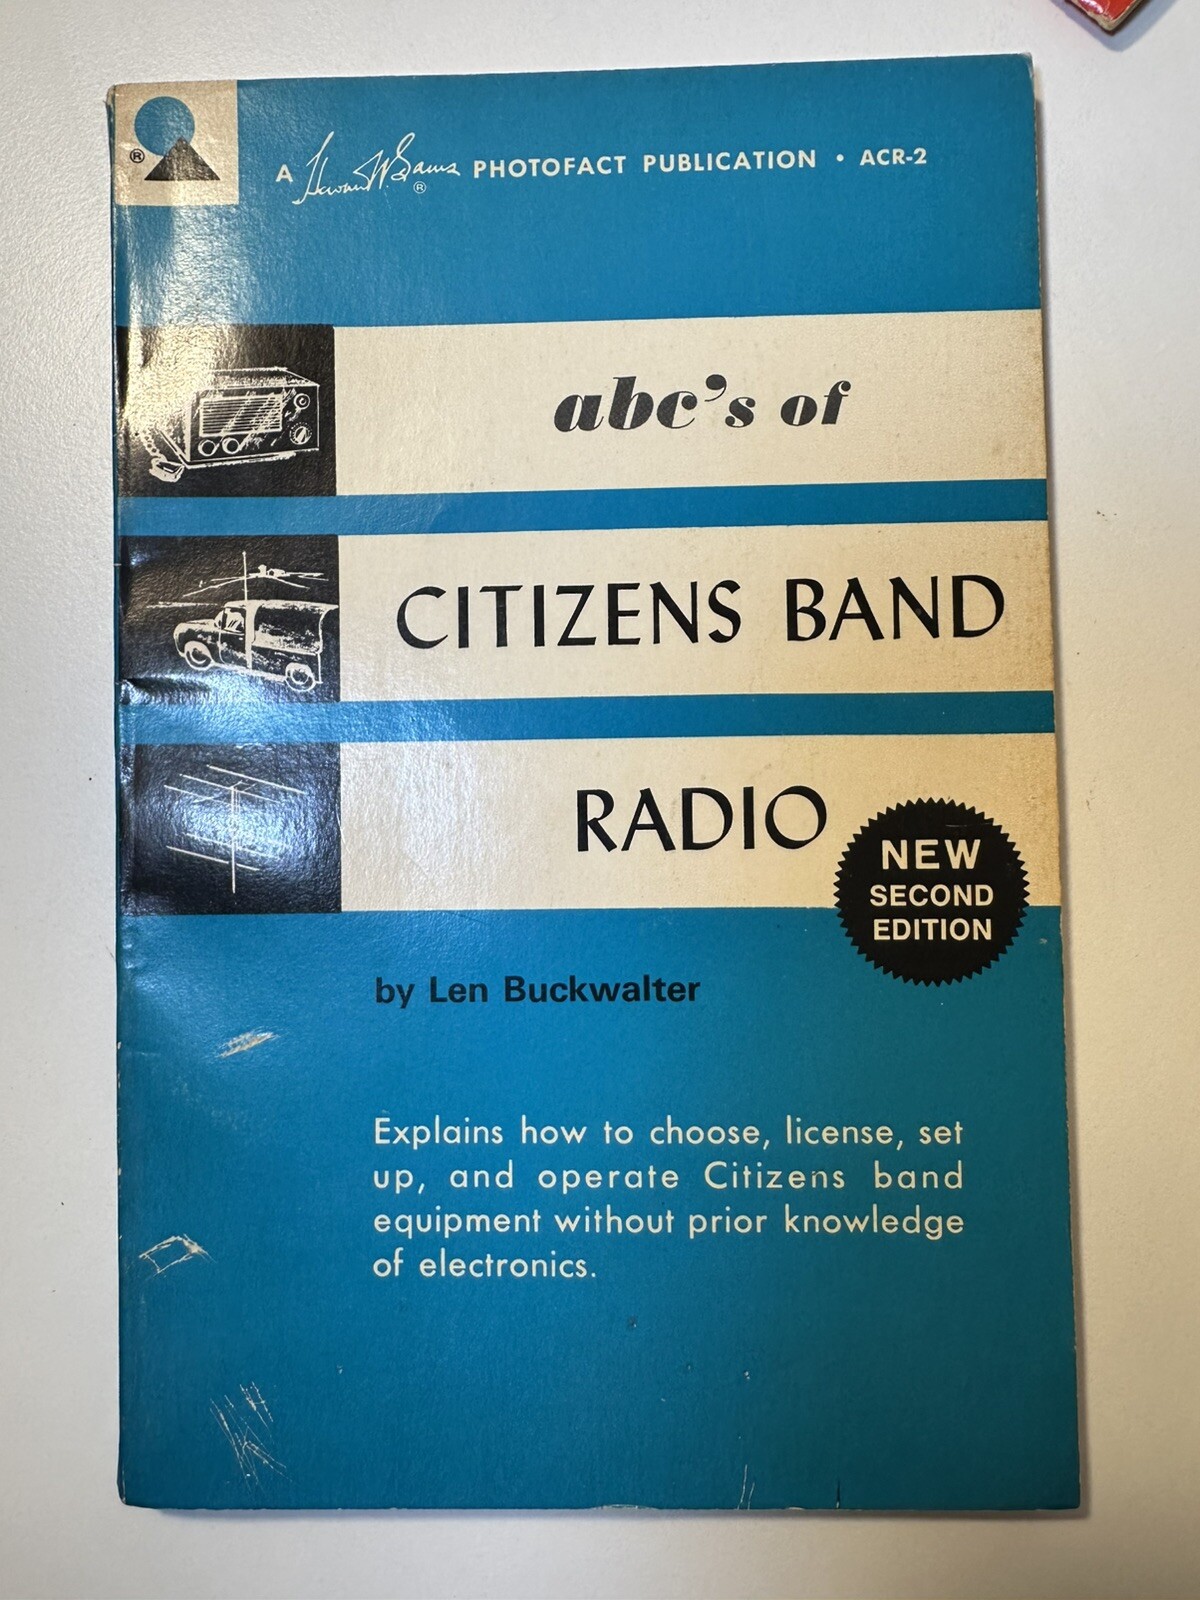 A Howard W. Sams ® PHOTOFACT PUBLICATION • ACR-2
®
abc's of
CITIZENS BAND
RADIO
NEW
SECOND
EDITION
by Len Buckwalter
Explains how to choose, license, set
up, and operate Citizens band
equipment without prior knowledge
of electronics.